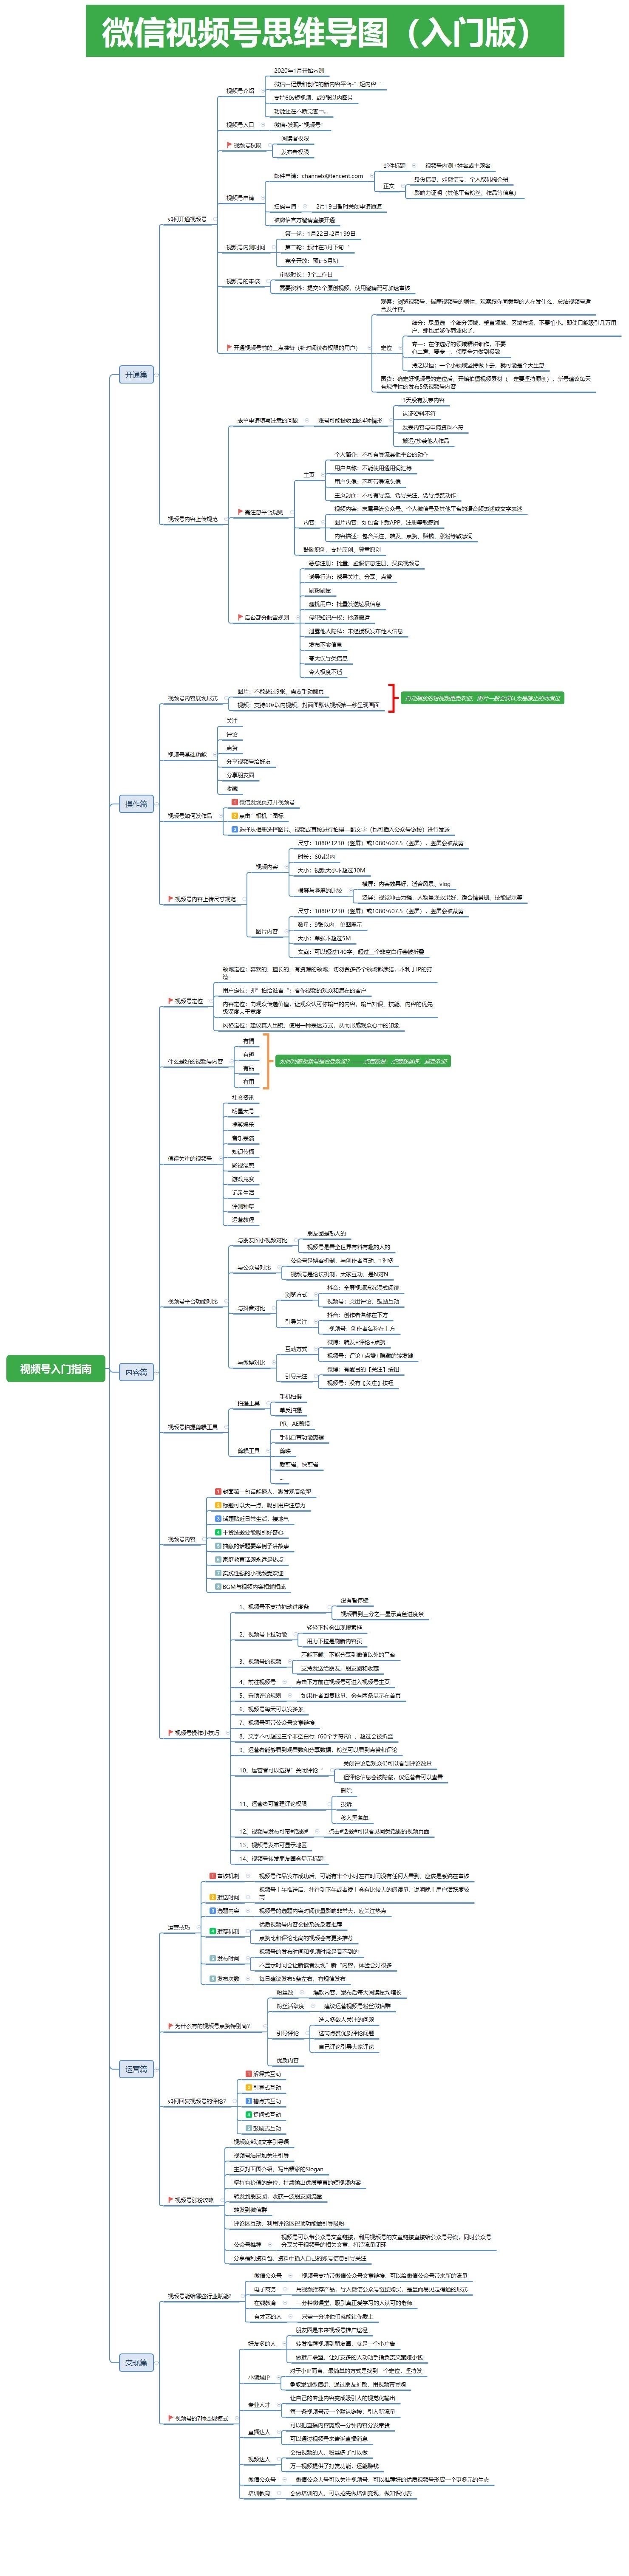 微信视频号思维导图（入门版）
视频号入门指南
开通篇
如何开通视频号
视频号介绍
2020年1月开始内测
微信中记录和创作的新内容平台-“短内容”
支持60s短视频，或9张以内图片
功能还在不断完善中...
视频号入口
微信-发现-“视频号”
视频号权限
阅读者权限
发布者权限
视频号申请
邮件申请：channels@tencent.com
邮件标题
视频号内测+姓名或主题名
正文
身份信息，如微信号、个人或机构介绍
影响力证明（其他平台粉丝、作品等信息）
扫码申请
2月19日暂时关闭申请通道
被微信官方邀请直接开通
视频号内测时间
第一轮：1月22日-2月199日
第二轮：预计在3月下旬
完全开放：预计5月初
视频号的审核
审核时长：3个工作日
需要资料：提交6个原创视频，使用邀请码可加速审核
开通视频号前的三点准备（针对阅读者权限的用户）
观察：浏览视频号，揣摩视频号的调性，观察跟你同类型的人在发什么，总结视频号适
合发什容。
定位
细分：尽量选一个细分领域，垂直领域、区域市场，不要怕小。即使只能吸引几万用
户，那也足够你商业化了。
专一：在你选好的领域精耕细作，不要
心二意，要专一，倾尽全力做到极致
持之以恒：一个小领域坚持做下去，就可能是个大生意
囤货：确定好视频号的定位后，开始拍摄视频素材（一定要坚持原创），新号建议每天
有规律性的发布5条视频号内容
视频号内容上传规范
表单申请填写注意的问题
账号可能被收回的4种情形
3天没有发表内容
认证资料不符
发表内容与申请资料不符
搬运/抄袭他人作品
需注意平台规则
主页
个人简介：不可有导流其他平台的动作
用户名称：不能使用通用词汇等
用户头像：不可带导流头像
主页封面：不可有导流、诱导关注、诱导点赞动作
内容
视频内容：末尾导流公众号、个人微信号及其他平台的语音频表述或文字表述
图片内容：如包含下载APP、注册等敏感词
内容描述：包含关注、转发、点赞、赚钱、涨粉等敏感词
鼓励原创、支持原创、尊重原创
后台部分触雷规则
恶意注册：批量、虚假信息注册、买卖视频号
诱导行为：诱导关注、分享、点赞
刷粉刷量
骚扰用户：批量发送垃圾信息
侵犯知识产权：抄袭搬运
泄露他人隐私：未经授权发布他人信息
发布不实信息
夸大误导类信息
令人极度不适
操作篇
视频号内容展现形式
图片：不能超过9张，需要手动翻页
视频：支持60s以内视频，封面图默认视频第一秒呈现画面
自动播放的短视频更受欢迎，图片一般会误认为是静止的而滑过
视频号基础功能
关注
评论
点赞
分享视频号给好友
分享朋友圈
收藏
视频号如何发作品
1 微信发现页打开视频号
2 点击”相机“图标
3 选择从相册选择图片、视频或直接进行拍摄—配文字（也可插入公众号链接）进行发送
视频号内容上传尺寸规范
视频内容
尺寸：1080*1230（竖屏）或1080*607.5（竖屏），竖屏会被裁剪
时长：60s以内
大小：视频大小不超过30M
横屏与竖屏的比较
横屏：内容效果好，适合风景、vlog
竖屏：视觉冲击力强，人物呈现效果好，适合情景剧、技能展示等
图片内容
尺寸：1080*1230（竖屏）或1080*607.5（竖屏），竖屏会被裁剪
数量：9张以内、单图展示
大小：单张不超过5M
文案：可以超过140字，超过三个非空白行会被折叠
内容篇
视频号定位
领域定位：喜欢的、擅长的、有资源的领域；切勿去多各个领域都涉猎，不利于IP的打
造
用户定位：即”拍给谁看“；看你视频的观众和潜在的客户
内容定位：向观众传递价值，让观众认可你输出的内容，输出知识、技能，内容的优先
级深度大于宽度
风格定位：建议真人出镜，使用一种表达方式，从而形成观众心中的印象
什么是好的视频号内容
有情
有趣
有品
有用
如何判断视频号是否受欢迎？——点赞数量：点赞数越多，越受欢迎
值得关注的视频号
社会资讯
明星大号
搞笑娱乐
音乐表演
知识传播
影视混剪
游戏竞赛
记录生活
评测种草
运营教程
视频号平台功能对比
与朋友圈小视频对比
朋友圈是熟人的
视频号是看全世界有料有趣的人的
与公众号对比
公众号是博客机制，与创作者互动，1对多
视频号是论坛机制，大家互动，是N对N
与抖音对比
浏览方式
抖音：全屏视频流沉浸式阅读
视频号：突出评论、鼓励互动
引导关注
抖音：创作者名称在下方
视频号：创作者名称在上方
与微博对比
互动方式
微博：转发+评论+点赞
视频号：评论+点赞+隐藏的转发键
引导关注
微博：有醒目的【关注】按钮
视频号：没有【关注】按钮
视频号拍摄剪辑工具
拍摄工具
手机拍摄
单反拍摄
剪辑工具
PR、AE剪辑
手机自带功能剪辑
剪映
爱剪辑、快剪辑
...
视频号内容
1 封面第一句话能撩人，激发观看欲望
2 标题可以大一点，吸引用户注意力
3 话题贴近日常生活，接地气
4 干货选题要能吸引好奇心
5 抽象的话题要举例子讲故事
6 家庭教育话题永远是热点
7 实践性强的小视频受欢迎
8 BGM与视频内容相辅相成
视频号操作小技巧
1、视频号不支持拖动进度条
没有暂停键
视频看到三分之一显示黄色进度条
2、视频号下拉功能
轻轻下拉会出现搜索框
用力下拉是刷新内容页
3、视频号的视频
不能下载，不能分享到微信以外的平台
支持发送给朋友、朋友圈和收藏
4、前往视频号
点击下方前往视频号可进入视频号主页
5、置顶评论规则
如果作者回复批量，会有两条显示在首页
6、视频号每天可以发多条
7、视频号可带公众号文章链接
8、文字不可超过三个非空白行（60个字符内），超过会被折叠
9、运营者能够看到观看数和分享数据，粉丝可以看到点赞和评论
10、运营者可以选择”关闭评论“
关闭评论后观众仍可以看到评论数量
但评论信息会被隐藏，仅运营者可以查看
11、运营者可管理评论权限
删除
投诉
移入黑名单
12、视频号发布可带#话题#
点击#话题#可以看见同类话题的视频页面
13、视频号发布可显示地区
14、视频号转发朋友圈会显示标题
运营篇
运营技巧
1 审核机制
视频号作品发布成功后，可能有半个小时左右时间没有任何人看到，应该是系统在审核
2 推送时间
视频号上午推送后，往往到下午或者晚上会有比较大的阅读量，说明晚上用户活跃度较
高
3 选题内容
视频号的选题内容对阅读量影响非常大，应关注热点
4 推荐机制
优质视频号内容会被系统反复推荐
点赞比和评论比高的视频会有更多推荐
5 发布时间
视频号的发布时间和视频时常是看不到的
不显示时间会让新读者发现”新“内容，体验会好很多
6 发布次数
每日建议发布5条左右，有规律发布
为什么有的视频号点赞特别高？
粉丝数
爆款内容，发布后每天阅读量均增长
粉丝活跃度
建议运营视频号粉丝微信群
引导评论
选大多数人关注的问题
选高点赞优质评论问题
自己评论引导大家评论
优质内容
如何回复视频号的评论？
1 解释式互动
2 引导式互动
3 槽点式互动
4 提问式互动
5 鼓励式互动
视频号涨粉攻略
视频底部加文字引导语
视频号结尾加关注引导
主页封面图介绍，写出精彩的Slogan
坚持有价值的定位，持续输出优质垂直的短视频内容
转发到朋友圈，收获一波朋友圈流量
转发到微信群
评论区互动，利用评论区置顶功能做引导吸粉
公众号推荐
视频号可以带公众号文章链接，利用视频号的文章链接直接给公众号导流，同时公众号
分享关于视频号的相关文章，打造流量闭环
分享福利资料包，资料中插入自己的账号信息引导关注
变现篇
视频号能给哪些行业赋能？
微信公众号
视频号支持带微信公众号文章链接，可以给微信公众号带来新的流量
电子商务
用视频推荐产品，导入微信公众号链接购买，是显而易见走得通的形式
在线教育
一分钟微课堂，吸引真正爱学习的人认可的老师
有才艺的人
只需一分钟他们就能让你爱上
视频号的7种变现模式
好友多的人
朋友圈是未来视频号推广途径
转发推荐视频到朋友圈，就是一个小广告
做推广联盟，让好友多的人动动手指负责文案赚小钱
小领域IP
对于小IP而言，最简单的方式是找到一个定位，坚持发
争取发到微信群，通过朋友扩散，用视频带导购
专业人才
让自己的专业内容变成吸引人的视觉化输出
每一条视频号带一个默认链接，引入新流量
直播达人
可以把直播内容剪成一分钟内容分发带货
可以通过视频号来告诉直播消息
视频达人
会拍视频的人，粉丝多了可以做
万一视频提供了打赏功能，还能赚钱
微信公众号
微信公众大号可以关注视频号，可以推荐好的优质视频号形成一个更多元的生态
培训教育
会做培训的人，可以抢先做培训变现，做知识付费